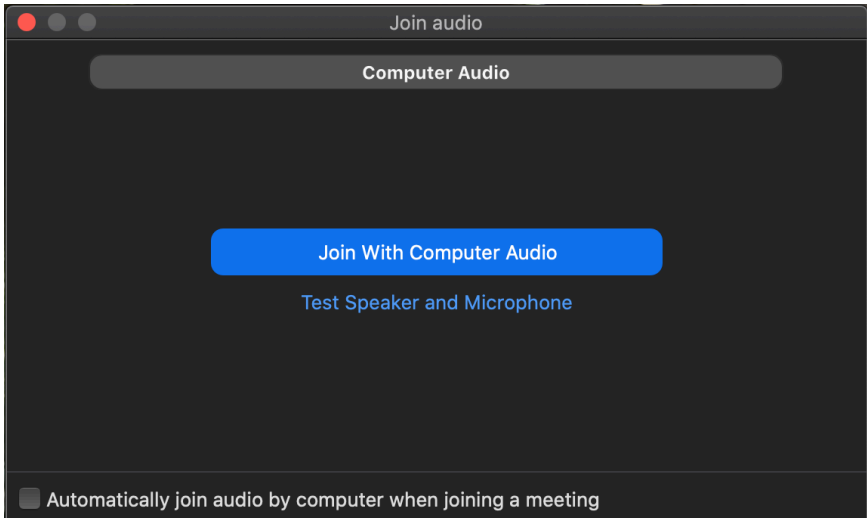 Join audio
Computer Audio
Join With Computer Audio
Test Speaker and Microphone
Automatically join audio by computer when joining a meeting